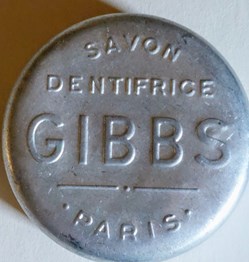 SAVON
DENTIFRICE
GIBBS
· PARIS ·